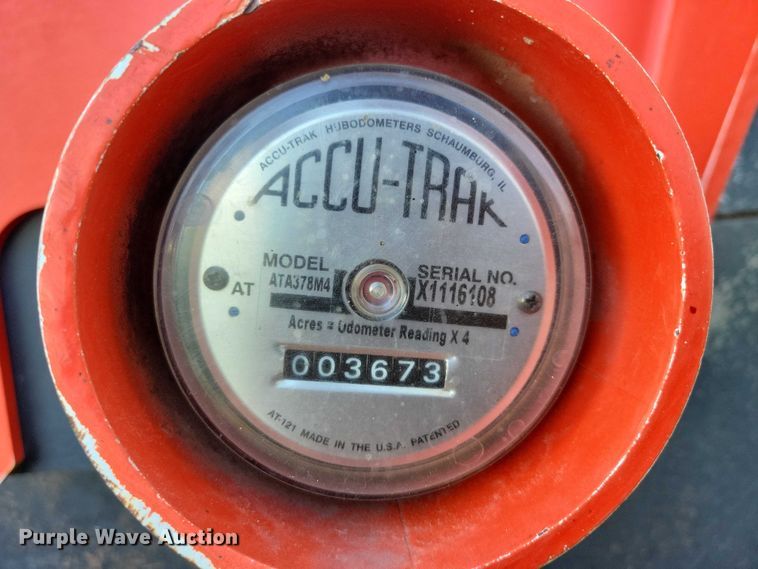 ACCU-TRAK HUBODOMETERS SCHAUMBURG, IL
ACCU-TRAK
MODEL
SERIAL NO.
AT
ATA378M4
X1116108
Acres = Odometer Reading X 4
003673
AT-121 MADE IN THE U.S.A. PATENTED
Purple Wave Auction